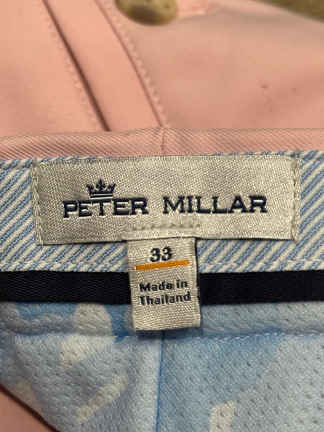 PETER MILLAR
33
Made in
Thailand